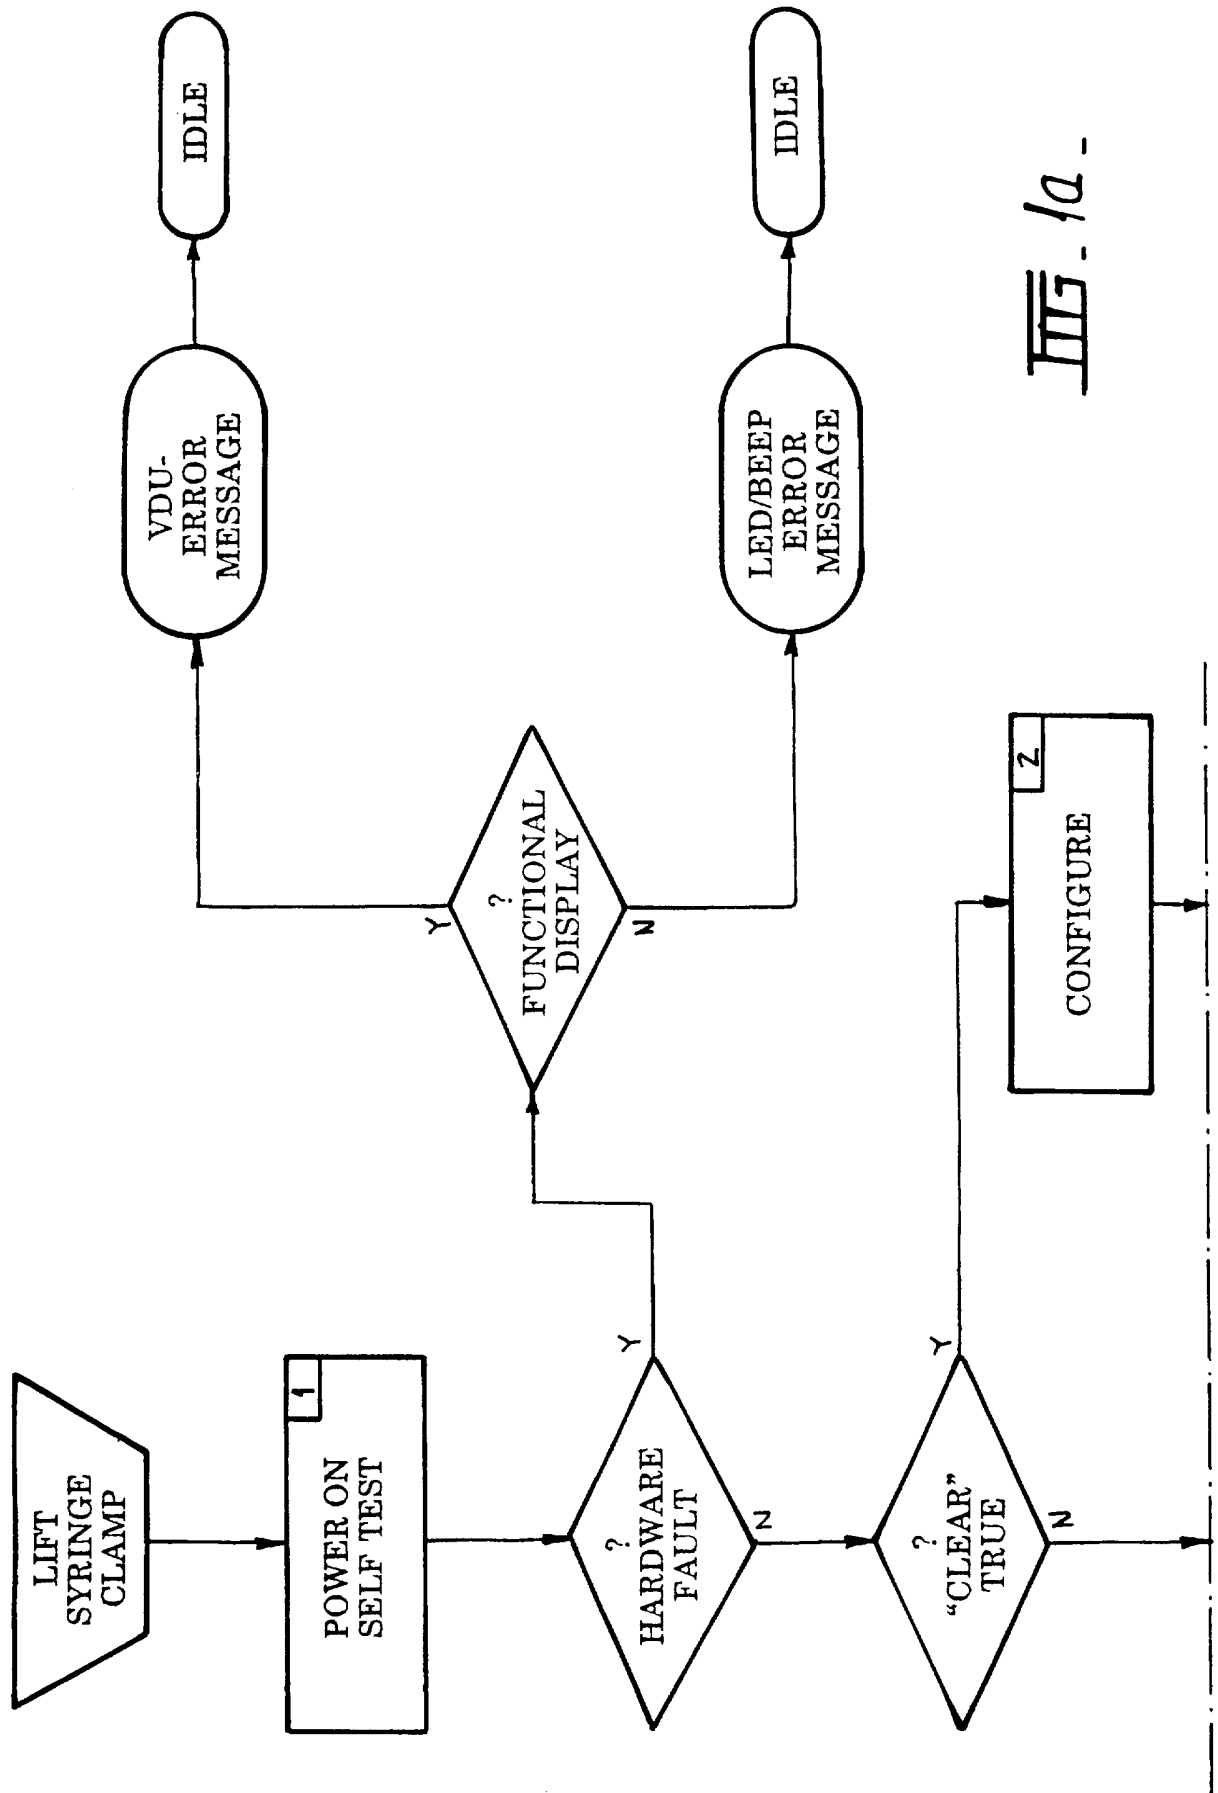 LIFT
SYRINGE
CLAMP
1
POWER ON
SELF TEST
?
HARDWARE
FAULT
Y
N
?
"CLEAR"
TRUE
Y
N
?
FUNCTIONAL
DISPLAY
Y
N
2
CONFIGURE
VDU-
ERROR
MESSAGE
IDLE
LED/BEEP
ERROR
MESSAGE
IDLE
FIG. 1a.